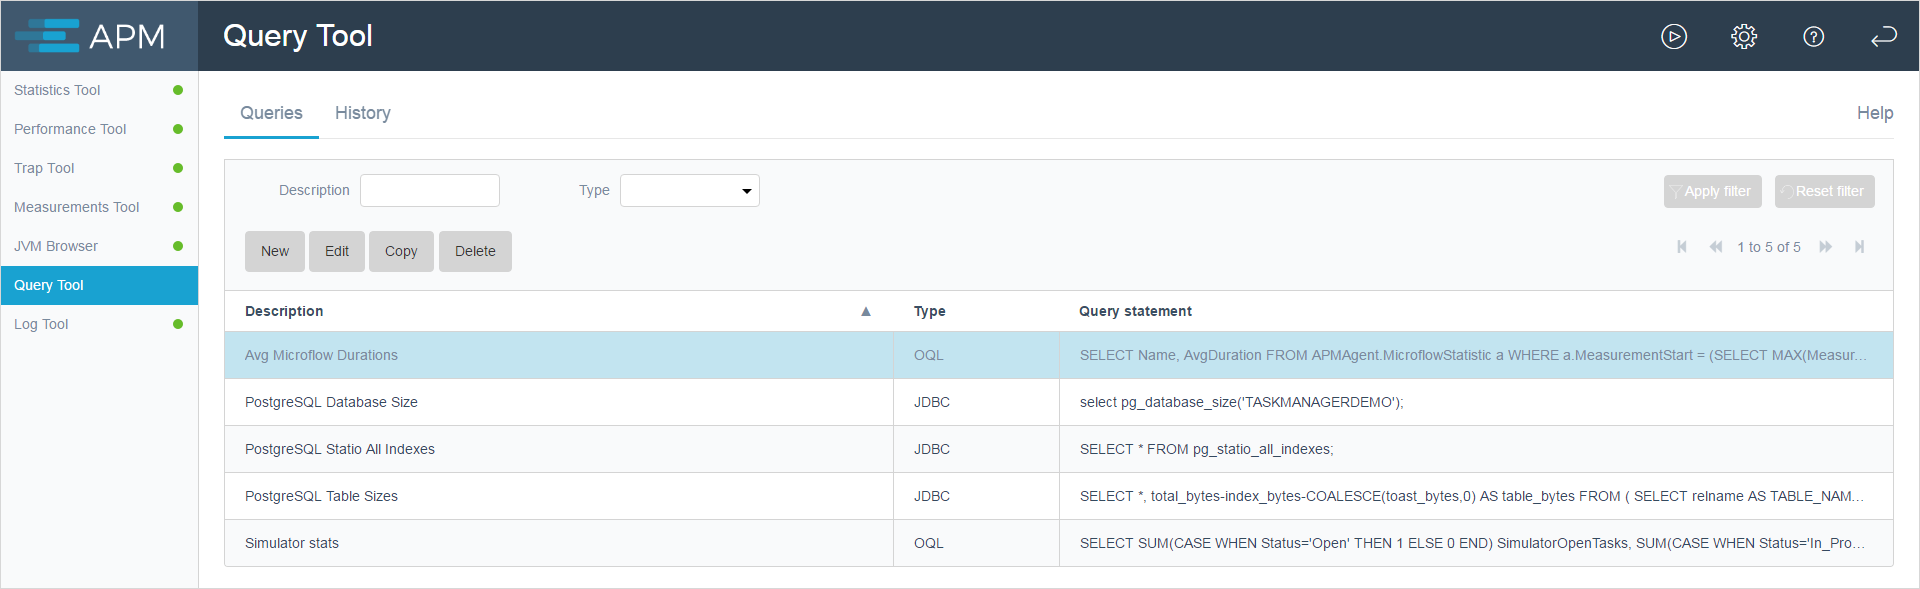 APM
Query Tool
Statistics Tool
Performance Tool
Trap Tool
Measurements Tool
JVM Browser
Query Tool
Log Tool
Queries History Help
Description Type Apply filter Reset filter
New Edit Copy Delete 1 to 5 of 5
Description Type Query statement
Avg Microflow Durations OQL SELECT Name, AvgDuration FROM APMAgent.MicroflowStatistic a WHERE a.MeasurementStart = (SELECT MAX(Measur...
PostgreSQL Database Size JDBC select pg_database_size('TASKMANAGERDEMO');
PostgreSQL Statio All Indexes JDBC SELECT * FROM pg_statio_all_indexes;
PostgreSQL Table Sizes JDBC SELECT *, total_bytes-index_bytes-COALESCE(toast_bytes,0) AS table_bytes FROM ( SELECT relname AS TABLE_NAM...
Simulator stats OQL SELECT SUM(CASE WHEN Status='Open' THEN 1 ELSE 0 END) SimulatorOpenTasks, SUM(CASE WHEN Status='In_Pro...